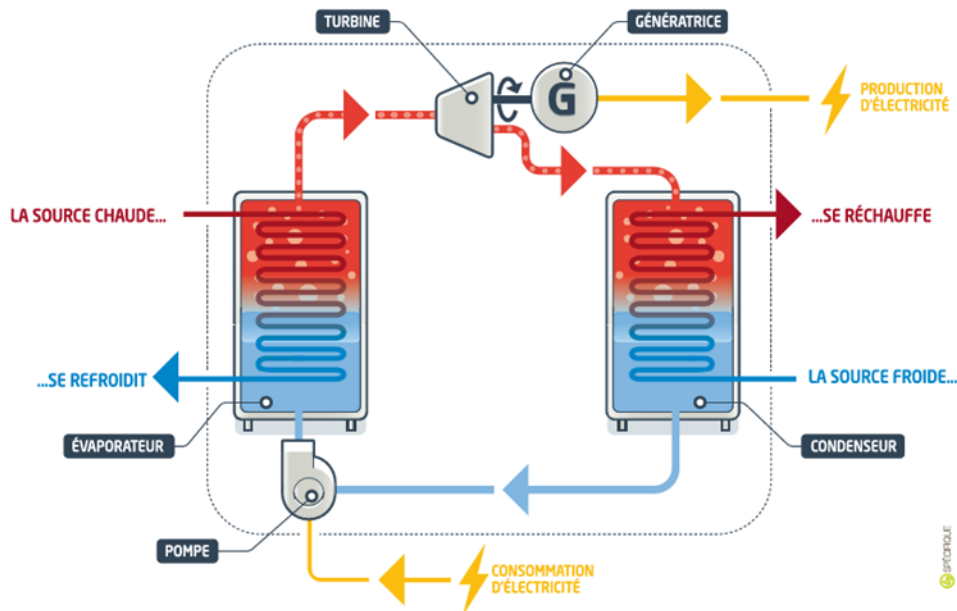 TURBINE
GÉNÉRATRICE
G
PRODUCTION
D'ÉLECTRICITÉ
LA SOURCE CHAUDE...
...SE RÉCHAUFFE
...SE REFROIDIT
LA SOURCE FROIDE...
ÉVAPORATEUR
CONDENSEUR
POMPE
CONSOMMATION
D'ÉLECTRICITÉ
SPÉCIFIQUE